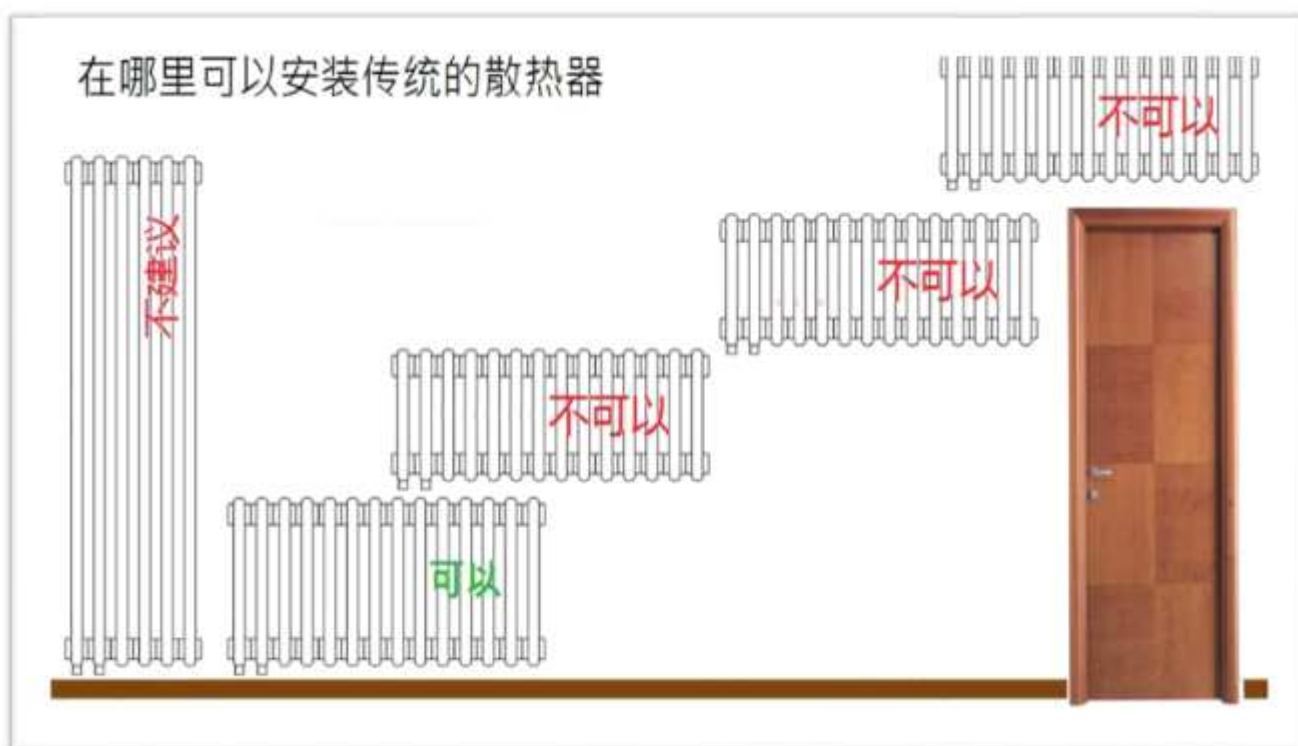 在哪里可以安装传统的散热器
不可以
不建议
不可以
不可以
可以